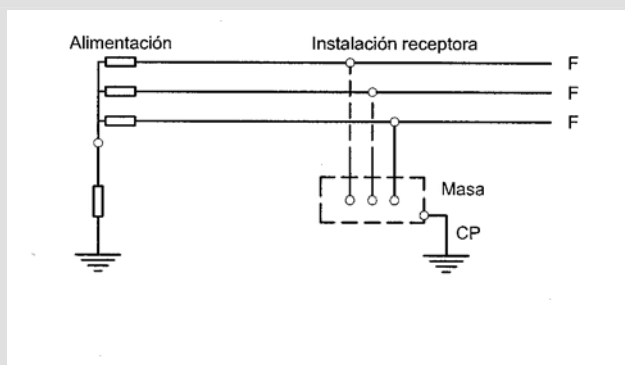 Alimentación
Instalación receptora
F
F
F
Masa
CP